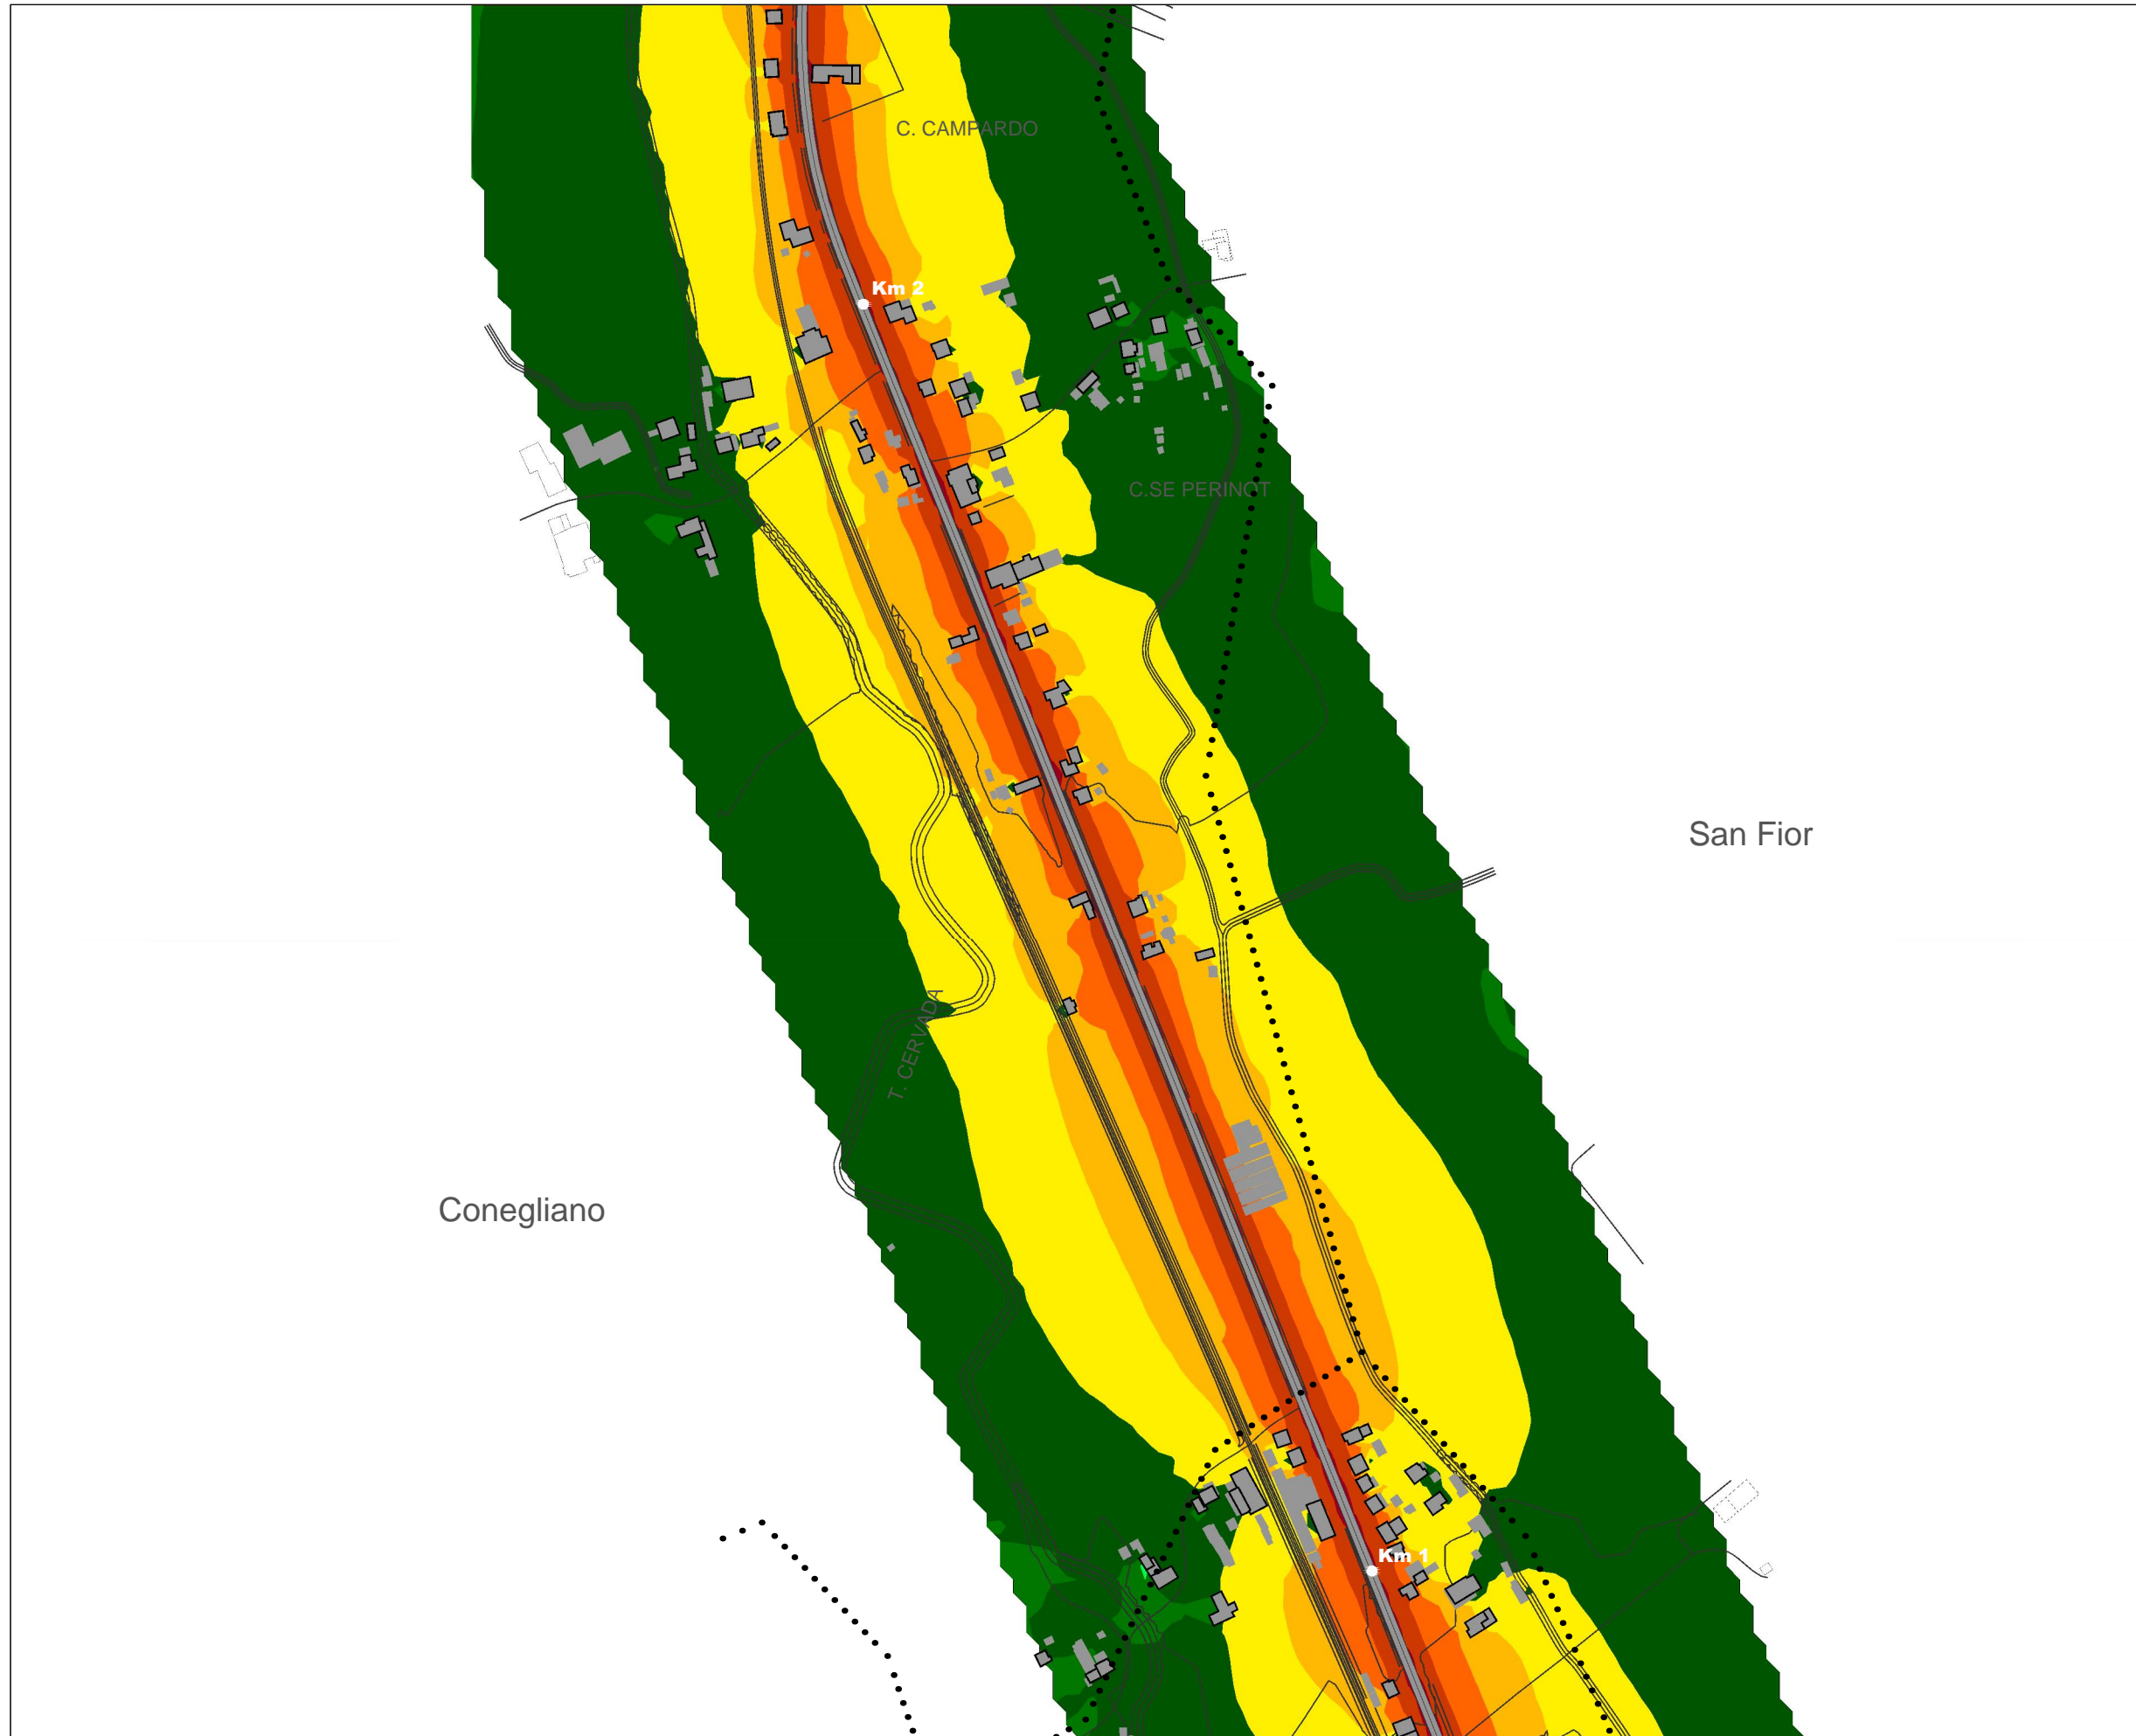 C. CAMPARDO
Km 2
C.SE PERINOT
San Fior
T. CERVADA
Conegliano
Km 1